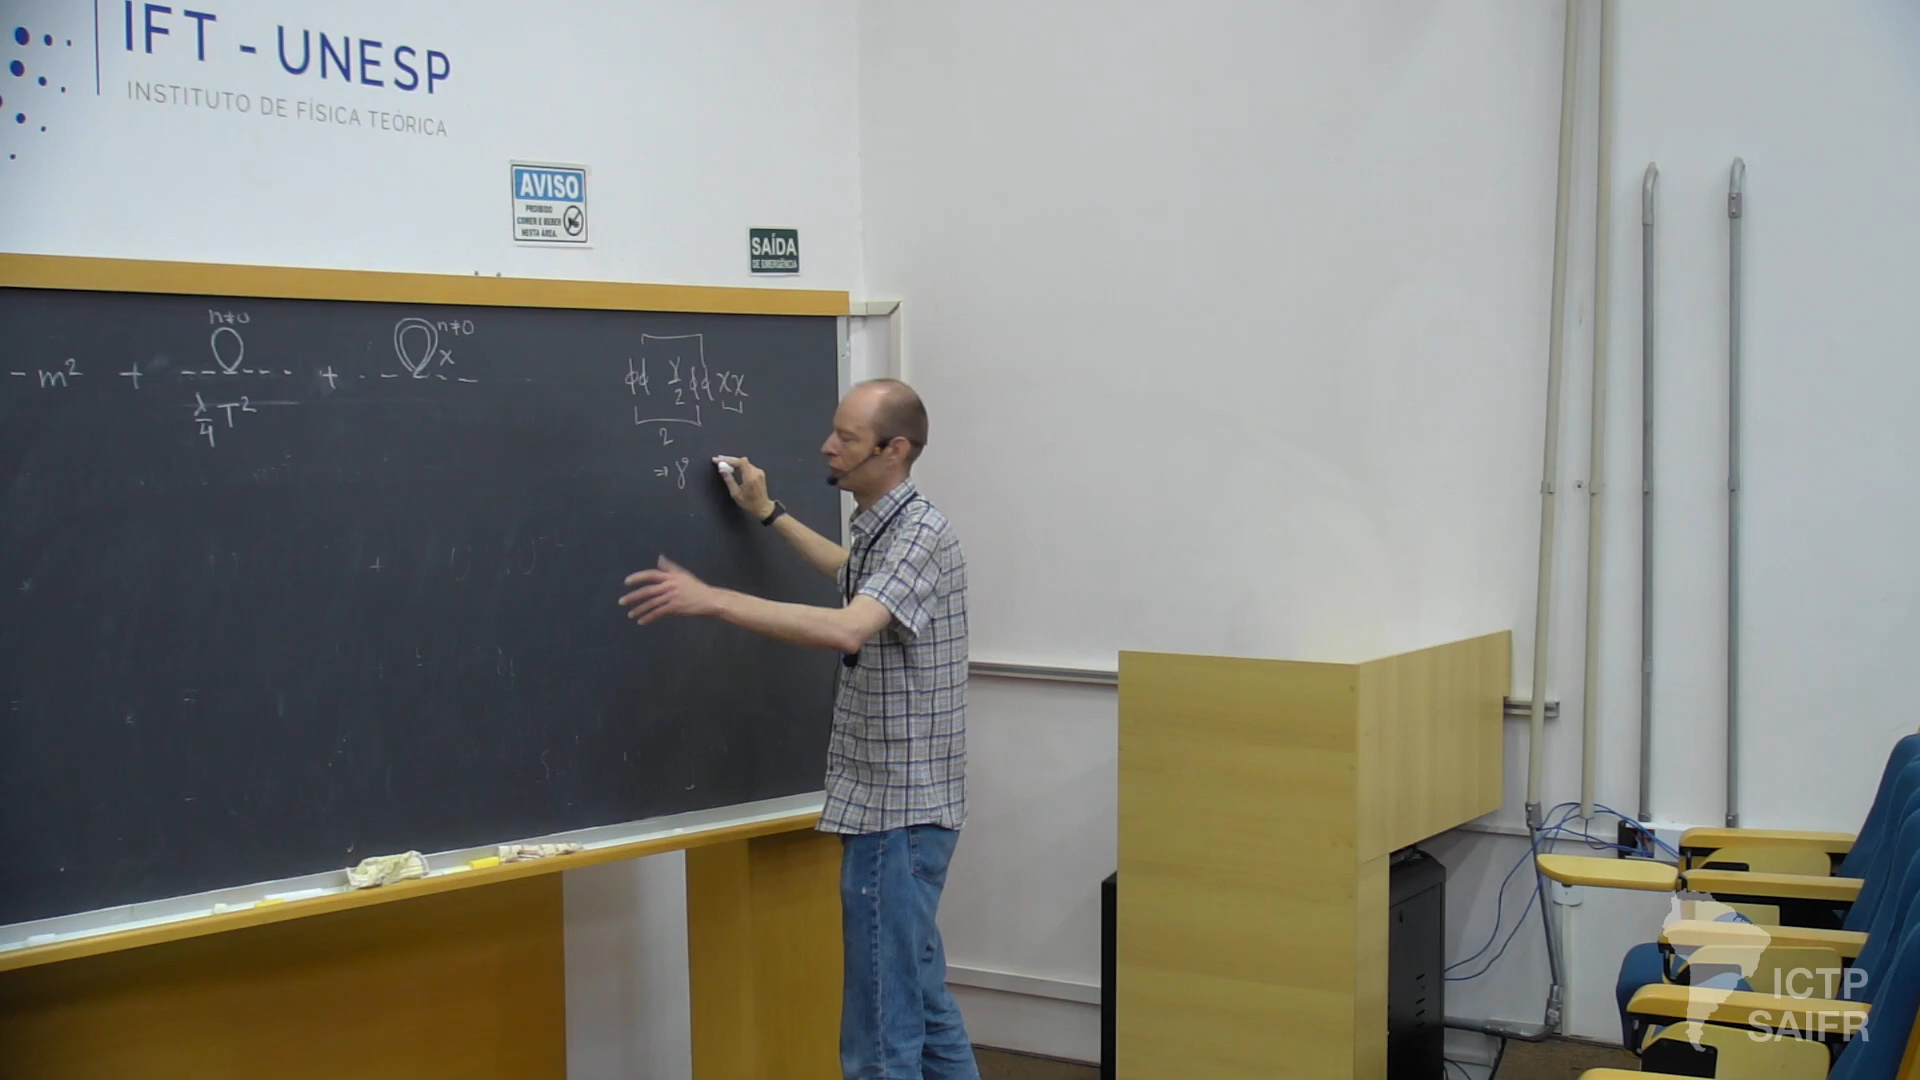 IFT - UNESP
INSTITUTO DE FÍSICA TEÓRICA
AVISO
PROIBIDO
COMER E BEBER
NESTA ÁREA.
SAÍDA
DE EMERGÊNCIA
n≠0
n≠0
χ
- m² + +
λ/4 T²
ϕϕ γ/2 ϕϕ χχ
2
⇒ γ
ICTP
SAIFR